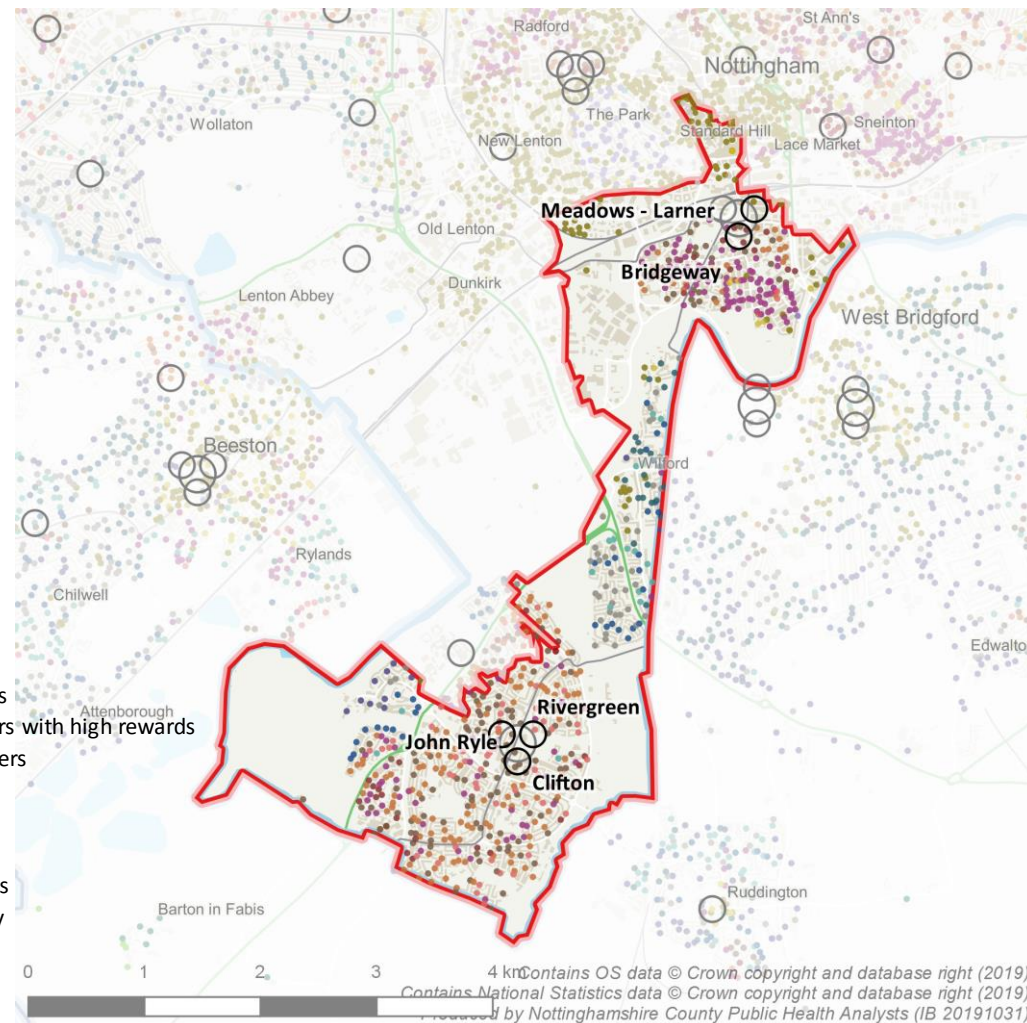 Radford
St Ann's
Nottingham
The Park
Wollaton
Sneinton
Standard Hill
New Lenton
Lace Market
Meadows - Larner
Old Lenton
Bridgeway
Dunkirk
Lenton Abbey
West Bridgford
Beeston
Wilford
Rylands
Chilwell
Edwalto
s
Attenborough
Rivergreen
rs with high rewards
John Ryle
ers
Clifton
s
Ruddington
Barton in Fabis
y
0 1 2 3 4 km
Contains OS data © Crown copyright and database right (2019)
Contains National Statistics data © Crown copyright and database right (2019)
Produced by Nottinghamshire County Public Health Analysts (IB 20191031)